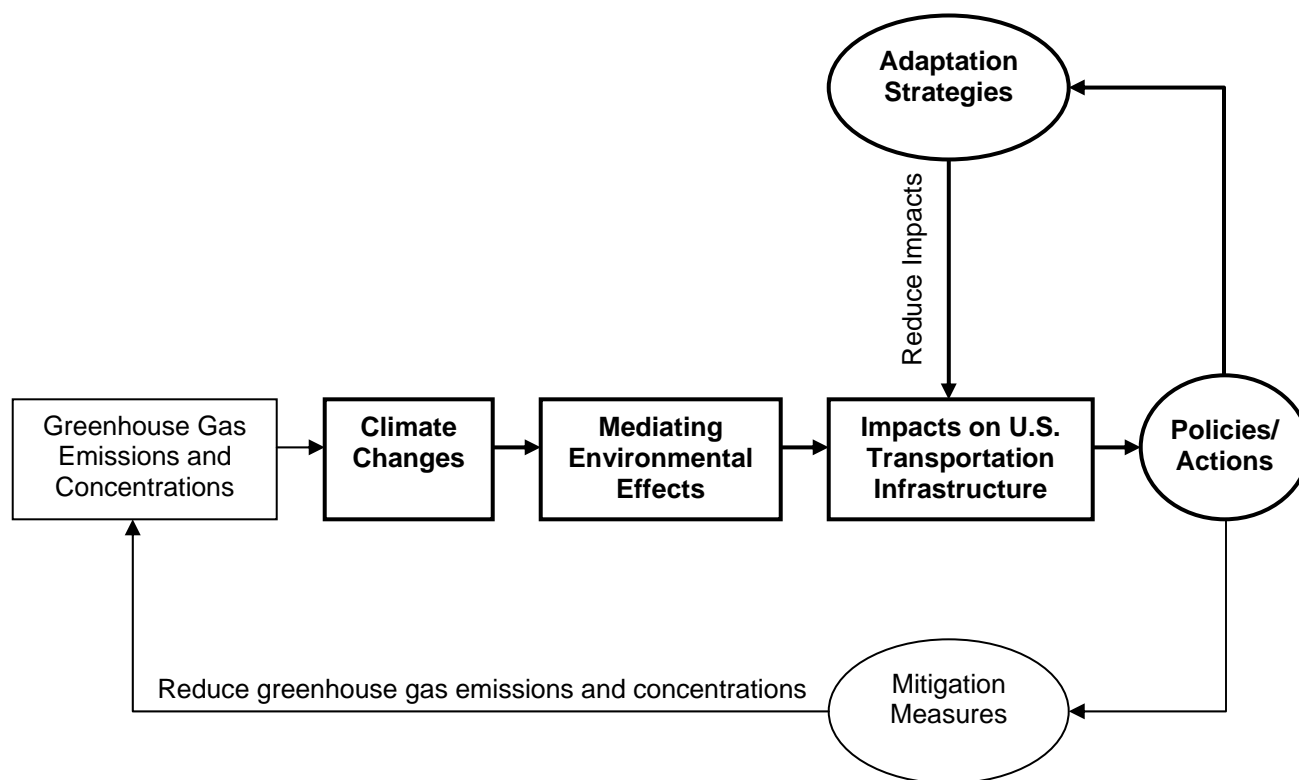 Adaptation
Strategies
Reduce Impacts
Greenhouse Gas
Emissions and
Concentrations
Climate
Changes
Mediating
Environmental
Effects
Impacts on U.S.
Transportation
Infrastructure
Policies/
Actions
Reduce greenhouse gas emissions and concentrations
Mitigation
Measures